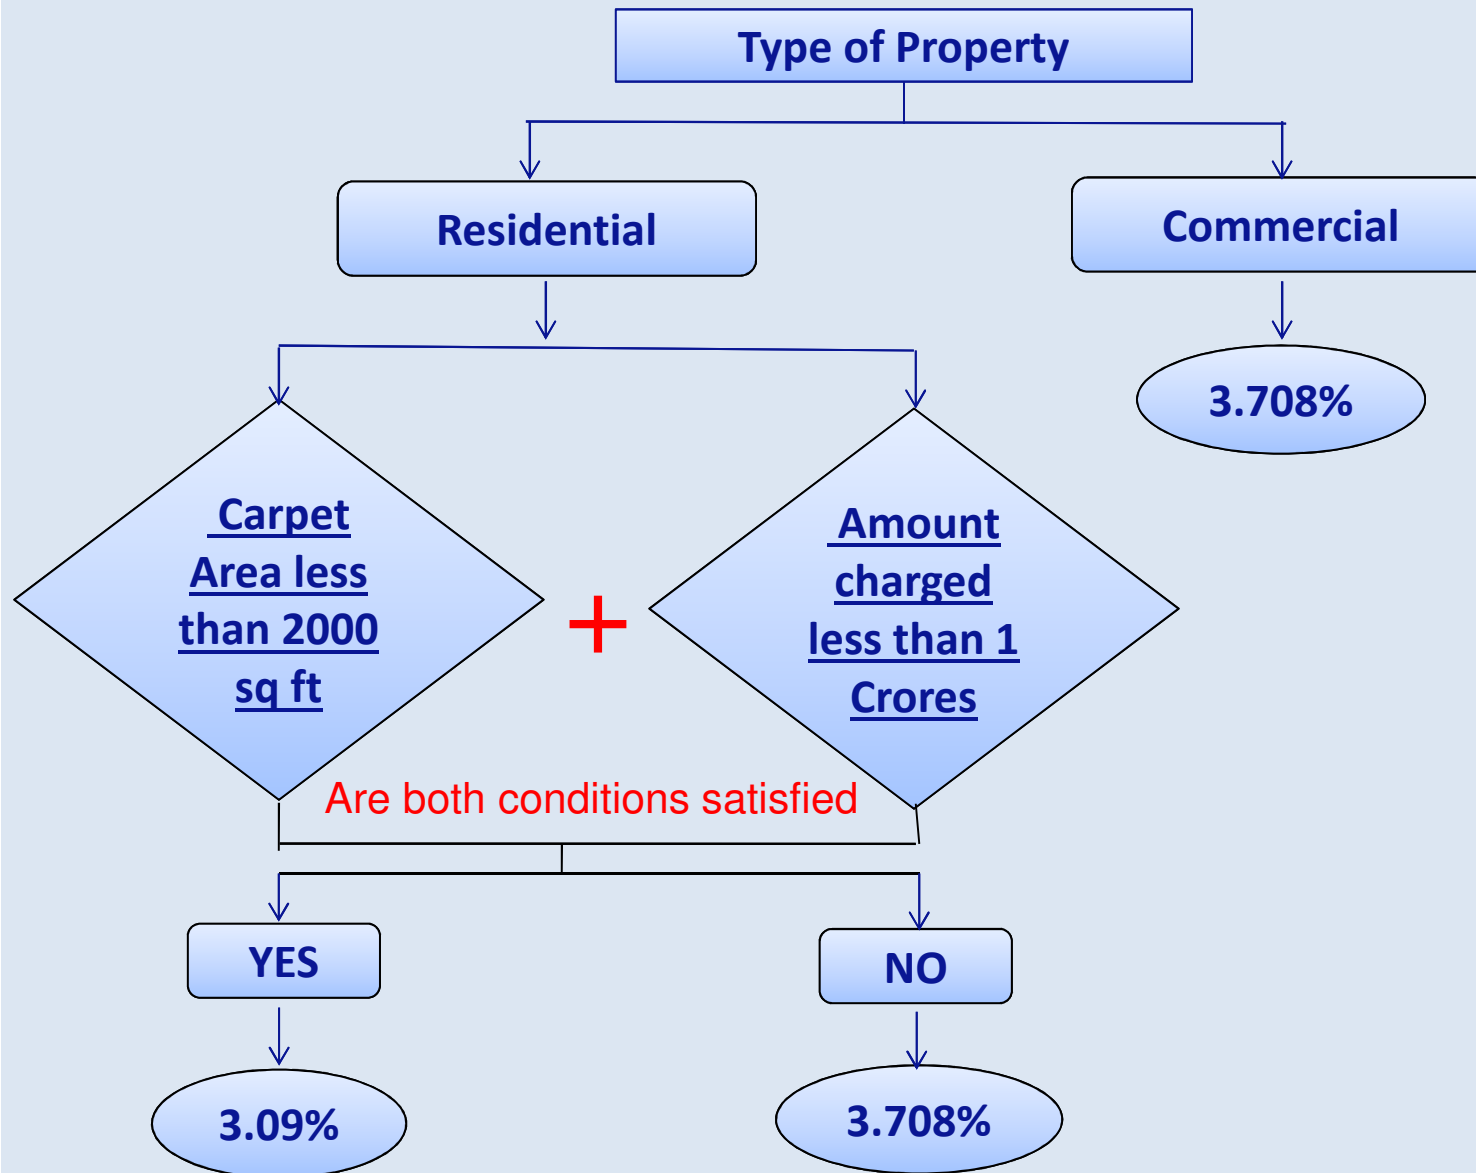 Type of Property
Residential
Commercial
3.708%
Carpet
Area less
than 2000
sq ft
+
Amount
charged
less than 1
Crores
Are both conditions satisfied
YES
NO
3.09%
3.708%